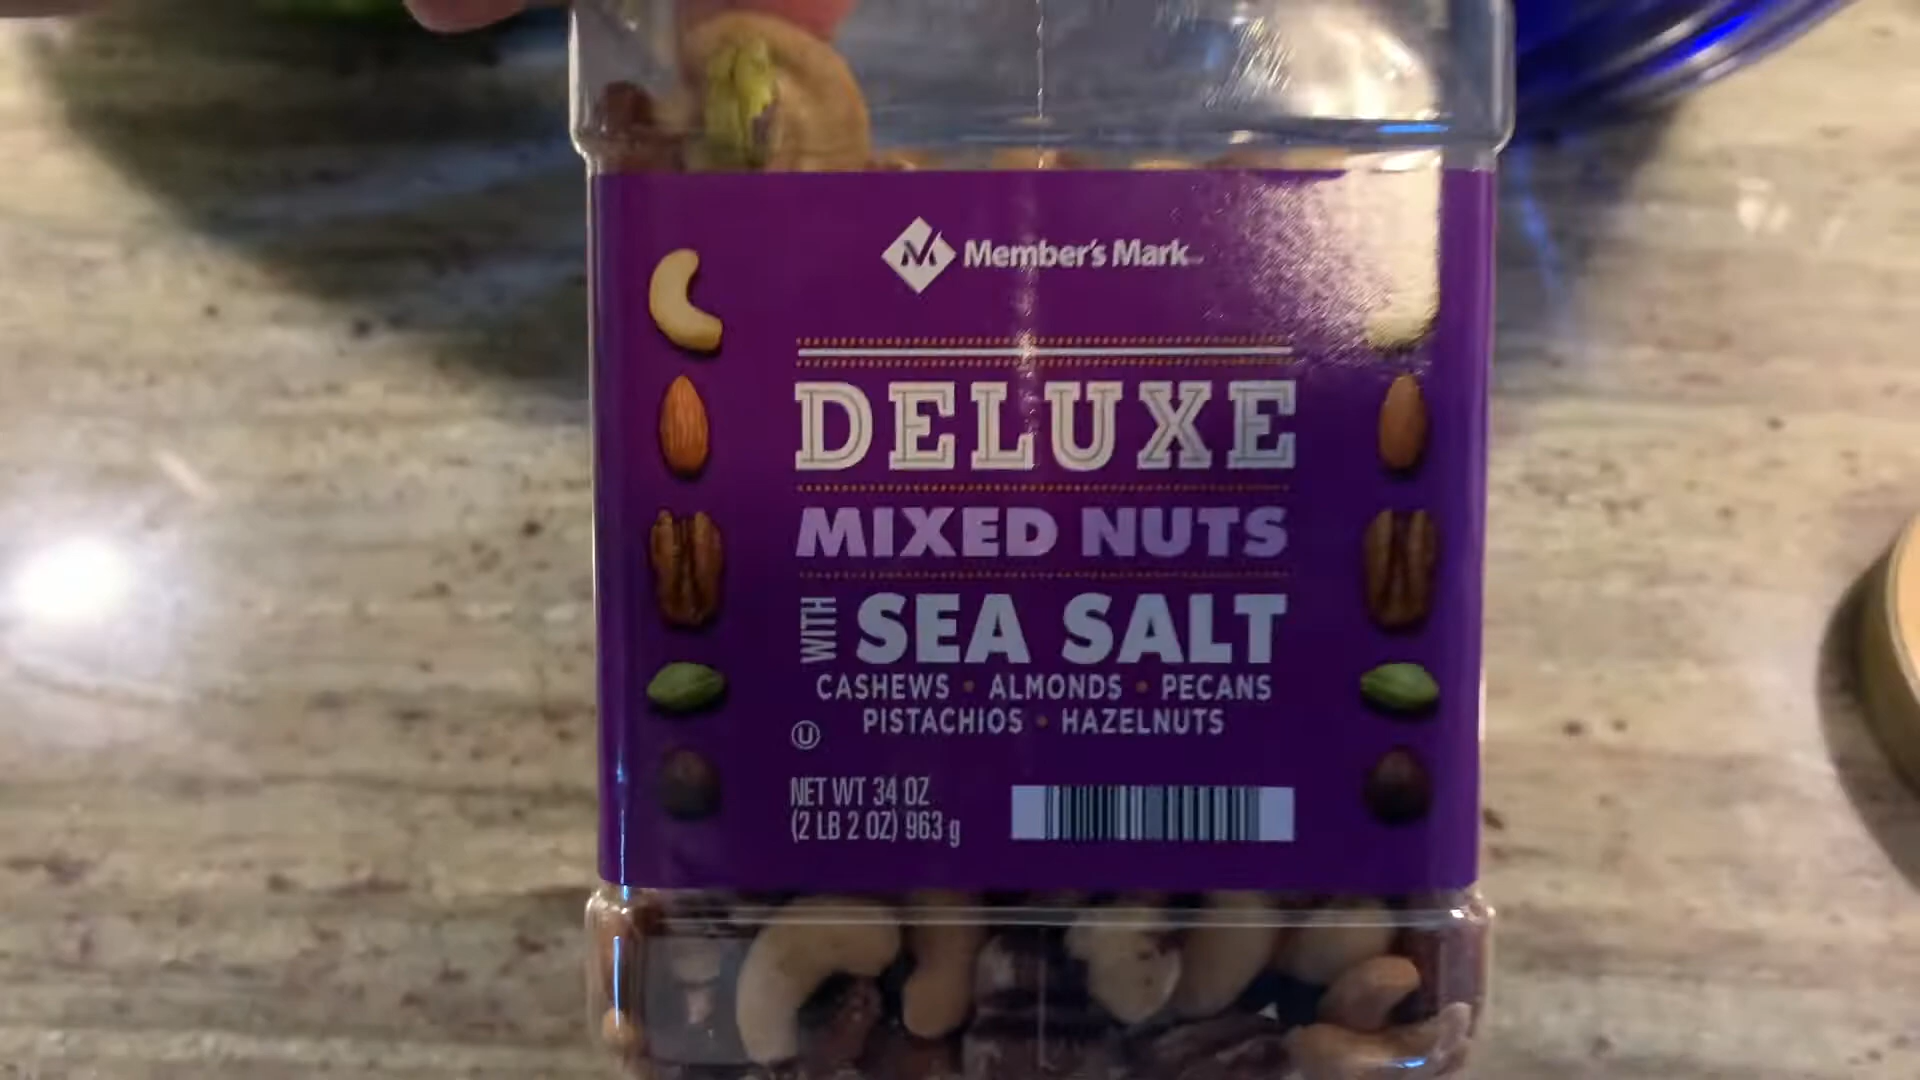 Member's Mark
DELUXE
MIXED NUTS
WITH SEA SALT
CASHEWS • ALMONDS • PECANS
PISTACHIOS • HAZELNUTS
U
NET WT 34 OZ
(2 LB 2 OZ) 963 g